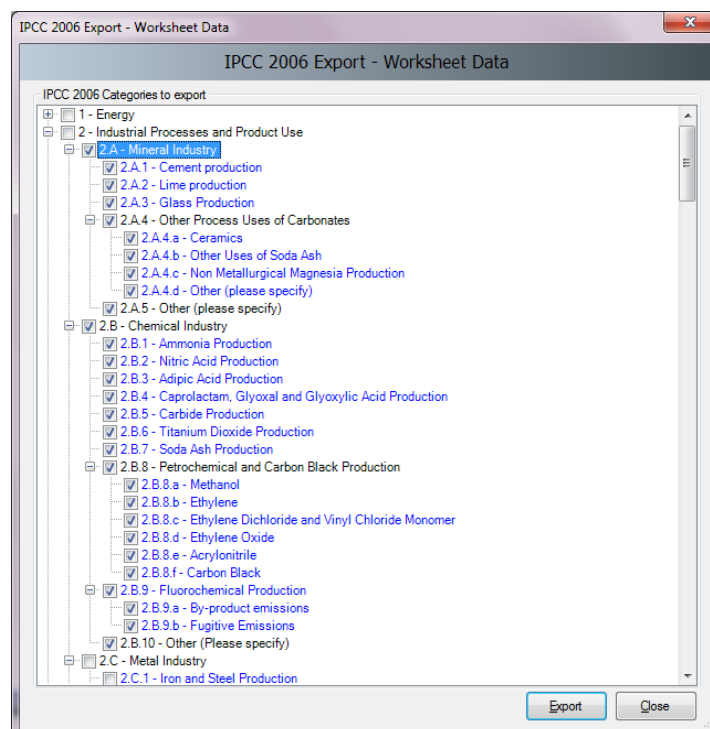 IPCC 2006 Export - Worksheet Data
IPCC 2006 Export - Worksheet Data
IPCC 2006 Categories to export
1 - Energy
2 - Industrial Processes and Product Use
2.A - Mineral Industry
2.A.1 - Cement production
2.A.2 - Lime production
2.A.3 - Glass Production
2.A.4 - Other Process Uses of Carbonates
2.A.4.a - Ceramics
2.A.4.b - Other Uses of Soda Ash
2.A.4.c - Non Metallurgical Magnesia Production
2.A.4.d - Other (please specify)
2.A.5 - Other (please specify)
2.B - Chemical Industry
2.B.1 - Ammonia Production
2.B.2 - Nitric Acid Production
2.B.3 - Adipic Acid Production
2.B.4 - Caprolactam, Glyoxal and Glyoxylic Acid Production
2.B.5 - Carbide Production
2.B.6 - Titanium Dioxide Production
2.B.7 - Soda Ash Production
2.B.8 - Petrochemical and Carbon Black Production
2.B.8.a - Methanol
2.B.8.b - Ethylene
2.B.8.c - Ethylene Dichloride and Vinyl Chloride Monomer
2.B.8.d - Ethylene Oxide
2.B.8.e - Acrylonitrile
2.B.8.f - Carbon Black
2.B.9 - Fluorochemical Production
2.B.9.a - By-product emissions
2.B.9.b - Fugitive Emissions
2.B.10 - Other (Please specify)
2.C - Metal Industry
2.C.1 - Iron and Steel Production
Export Close